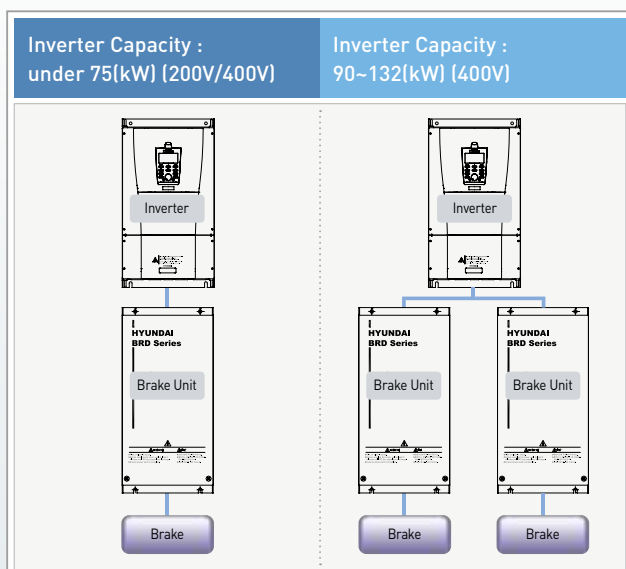 Inverter Capacity :
under 75(kW) (200V/400V)
Inverter Capacity :
90~132(kW) (400V)
Inverter
HYUNDAI
BRD Series
Brake Unit
Brake
Inverter
HYUNDAI
BRD Series
Brake Unit
Brake
HYUNDAI
BRD Series
Brake Unit
Brake